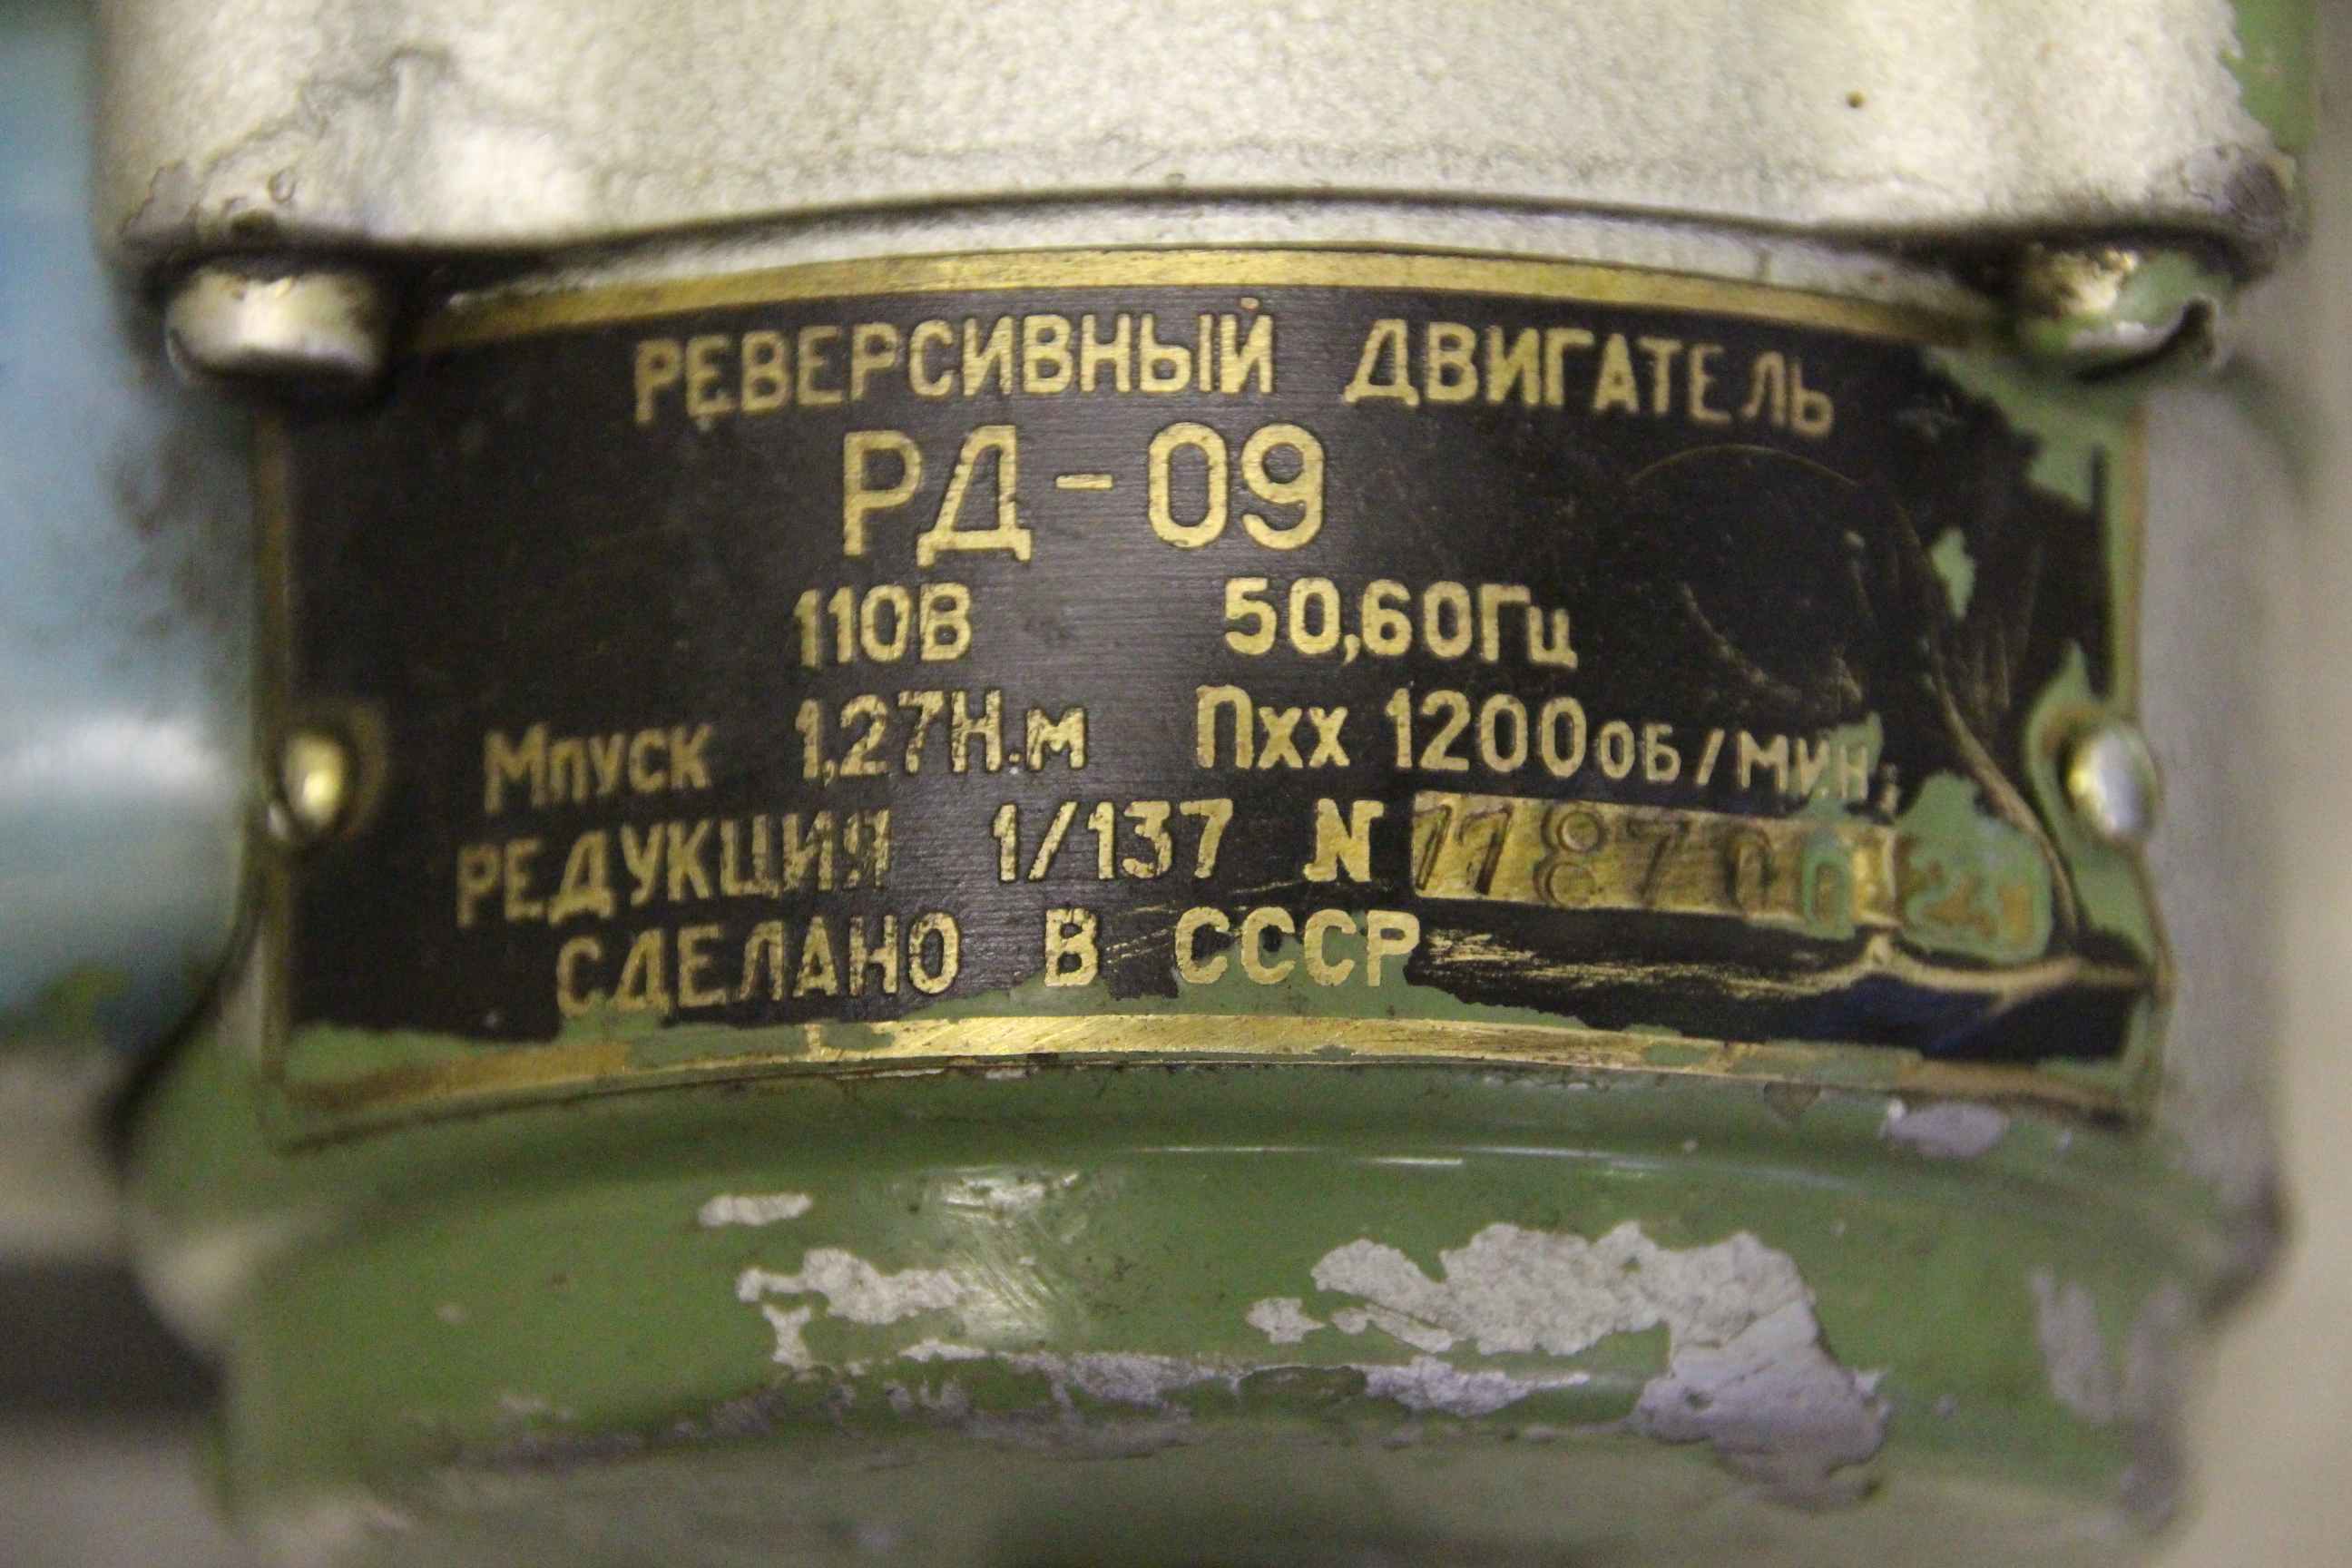 РЕВЕРСИВНЫЙ ДВИГАТЕЛЬ
РД-09
110В 50,60Гц
Мпуск 1,27Н.м Пхх 1200об/мин.
РЕДУКЦИЯ 1/137 N
СДЕЛАНО В СССР